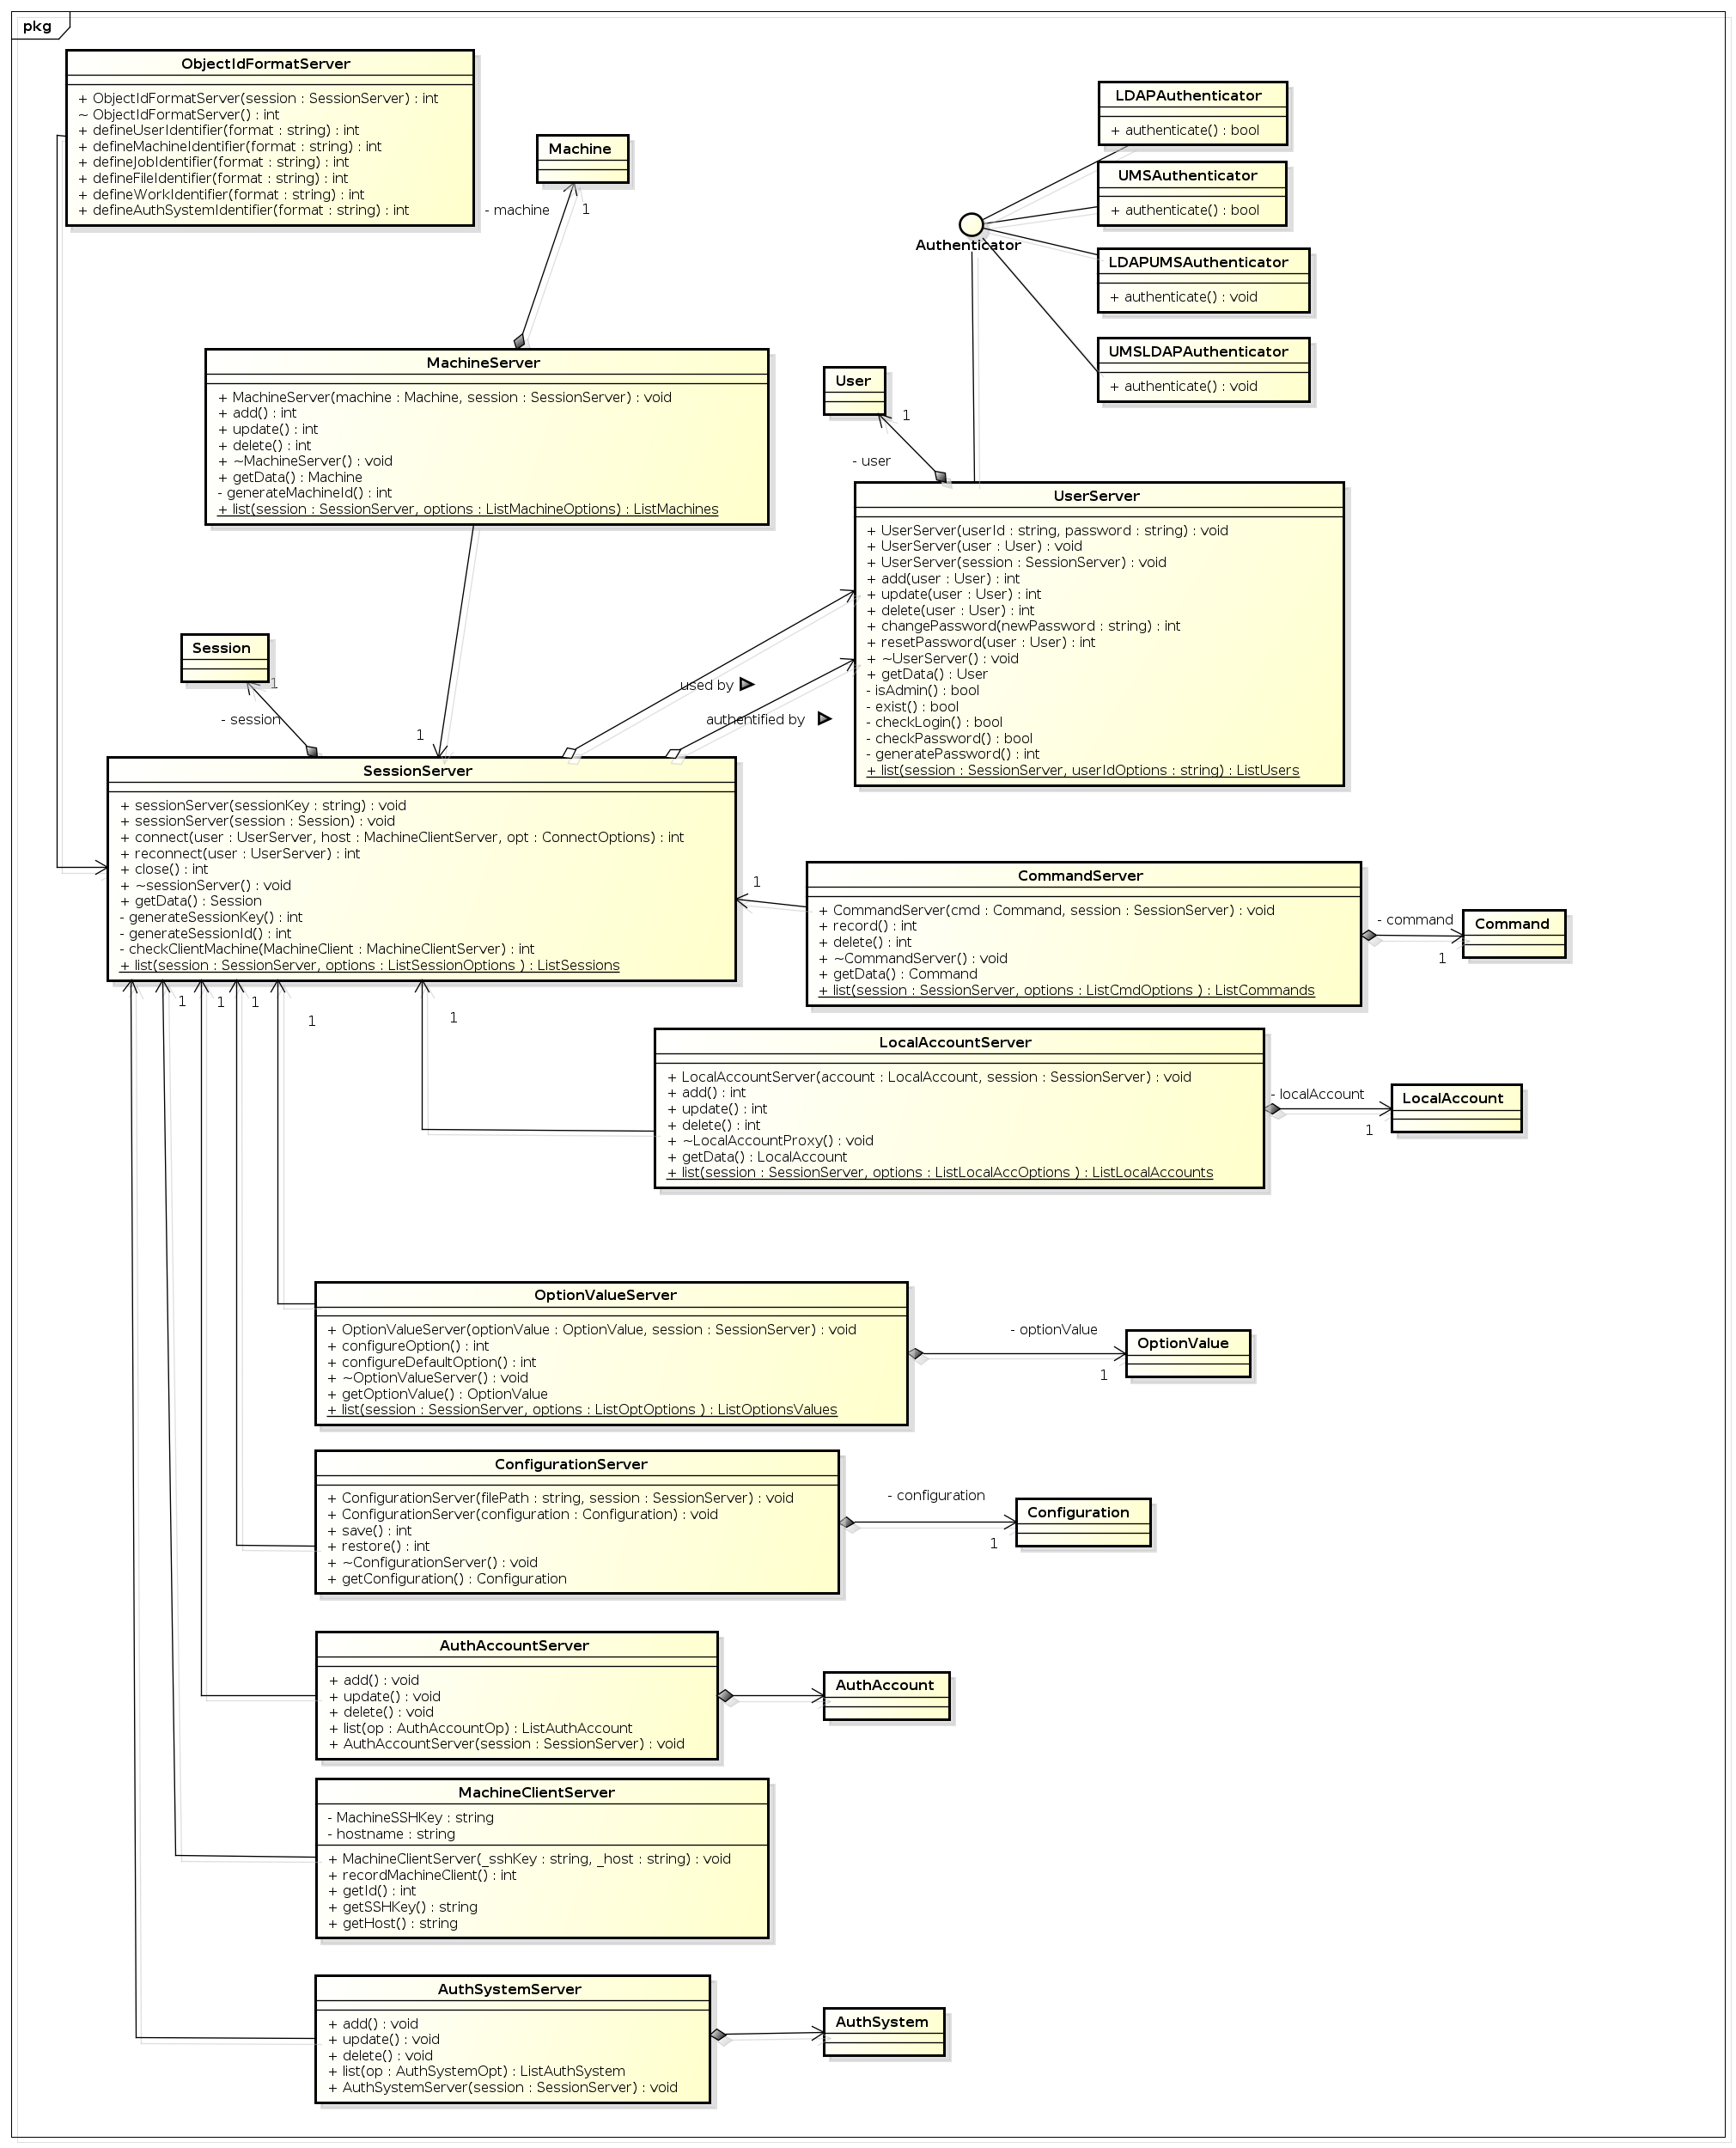 pkg
ObjectIdFormatServer
+ ObjectIdFormatServer(session : SessionServer) : int
~ ObjectIdFormatServer() : int
+ defineUserIdentifier(format : string) : int
+ defineMachineIdentifier(format : string) : int
+ defineJobIdentifier(format : string) : int
+ defineFileIdentifier(format : string) : int
+ defineWorkIdentifier(format : string) : int
+ defineAuthSystemIdentifier(format : string) : int
Machine
- machine
1
LDAPAuthenticator
+ authenticate() : bool
UMSAuthenticator
+ authenticate() : bool
Authenticator
LDAPUMSAuthenticator
+ authenticate() : void
UMSLDAPAuthenticator
+ authenticate() : void
MachineServer
+ MachineServer(machine : Machine, session : SessionServer) : void
+ add() : int
+ update() : int
+ delete() : int
+ ~MachineServer() : void
+ getData() : Machine
- generateMachineId() : int
+ list(session : SessionServer, options : ListMachineOptions) : ListMachines
User
1
- user
UserServer
+ UserServer(userId : string, password : string) : void
+ UserServer(user : User) : void
+ UserServer(session : SessionServer) : void
+ add(user : User) : int
+ update(user : User) : int
+ delete(user : User) : int
+ changePassword(newPassword : string) : int
+ resetPassword(user : User) : int
+ ~UserServer() : void
+ getData() : User
- isAdmin() : bool
- exist() : bool
- checkLogin() : bool
- checkPassword() : bool
- generatePassword() : int
+ list(session : SessionServer, userIdOptions : string) : ListUsers
Session
1
- session
used by
authentified by
1
SessionServer
+ sessionServer(sessionKey : string) : void
+ sessionServer(session : Session) : void
+ connect(user : UserServer, host : MachineClientServer, opt : ConnectOptions) : int
+ reconnect(user : UserServer) : int
+ close() : int
+ ~sessionServer() : void
+ getData() : Session
- generateSessionKey() : int
- generateSessionId() : int
- checkClientMachine(MachineClient : MachineClientServer) : int
+ list(session : SessionServer, options : ListSessionOptions ) : ListSessions
1
CommandServer
+ CommandServer(cmd : Command, session : SessionServer) : void
+ record() : int
+ delete() : int
+ ~CommandServer() : void
+ getData() : Command
+ list(session : SessionServer, options : ListCmdOptions ) : ListCommands
- command
1
Command
1
1
1
1
1
LocalAccountServer
+ LocalAccountServer(account : LocalAccount, session : SessionServer) : void
+ add() : int
+ update() : int
+ delete() : int
+ ~LocalAccountProxy() : void
+ getData() : LocalAccount
+ list(session : SessionServer, options : ListLocalAccOptions ) : ListLocalAccounts
- localAccount
1
LocalAccount
OptionValueServer
+ OptionValueServer(optionValue : OptionValue, session : SessionServer) : void
+ configureOption() : int
+ configureDefaultOption() : int
+ ~OptionValueServer() : void
+ getOptionValue() : OptionValue
+ list(session : SessionServer, options : ListOptOptions ) : ListOptionsValues
- optionValue
1
OptionValue
ConfigurationServer
+ ConfigurationServer(filePath : string, session : SessionServer) : void
+ ConfigurationServer(configuration : Configuration) : void
+ save() : int
+ restore() : int
+ ~ConfigurationServer() : void
+ getConfiguration() : Configuration
- configuration
1
Configuration
AuthAccountServer
+ add() : void
+ update() : void
+ delete() : void
+ list(op : AuthAccountOp) : ListAuthAccount
+ AuthAccountServer(session : SessionServer) : void
AuthAccount
MachineClientServer
- MachineSSHKey : string
- hostname : string
+ MachineClientServer(_sshKey : string, _host : string) : void
+ recordMachineClient() : int
+ getId() : int
+ getSSHKey() : string
+ getHost() : string
AuthSystemServer
+ add() : void
+ update() : void
+ delete() : void
+ list(op : AuthSystemOpt) : ListAuthSystem
+ AuthSystemServer(session : SessionServer) : void
AuthSystem